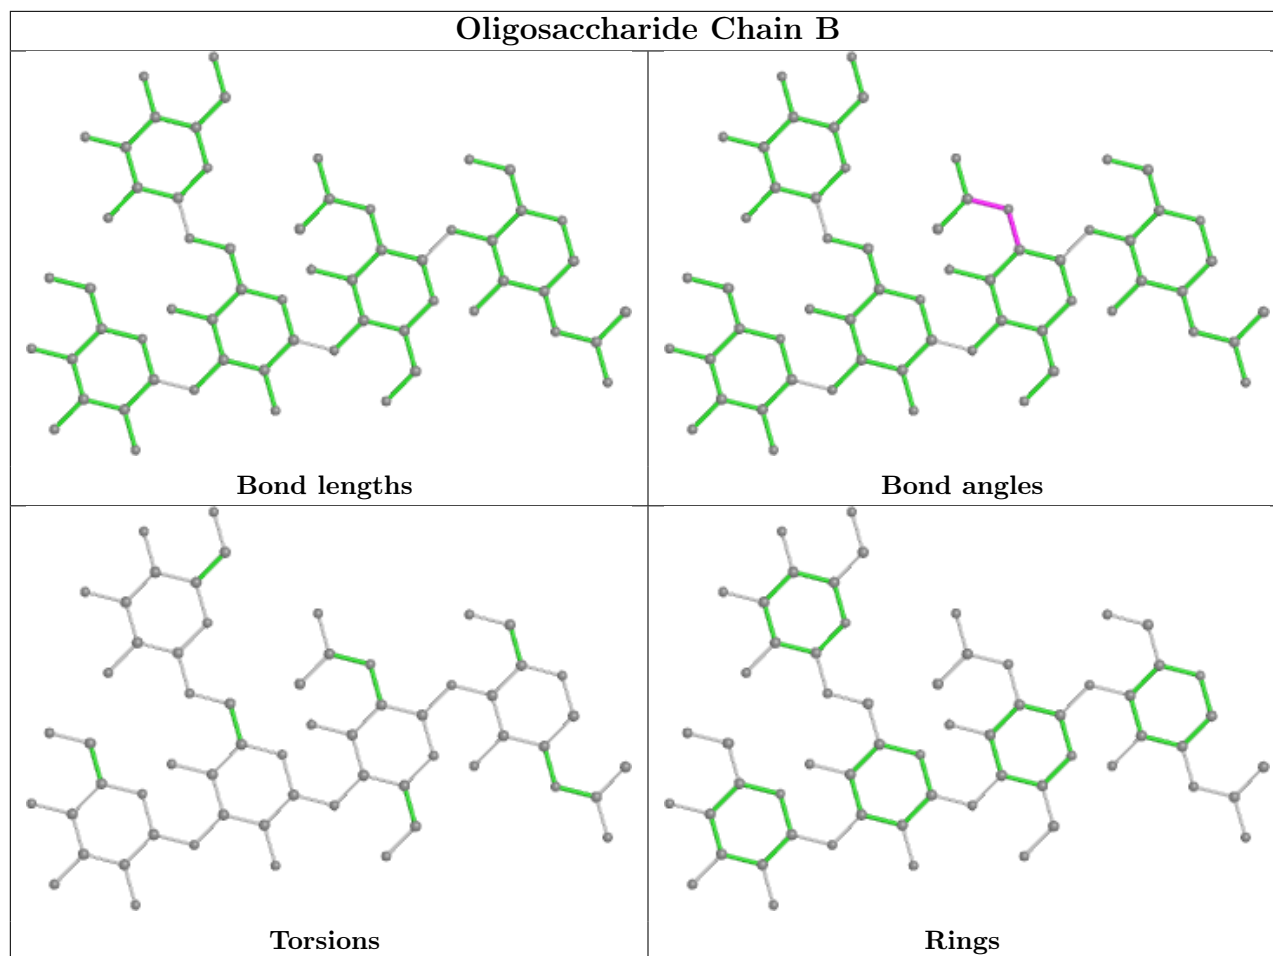 Oligosaccharide Chain B
Bond lengths
Bond angles
Torsions
Rings